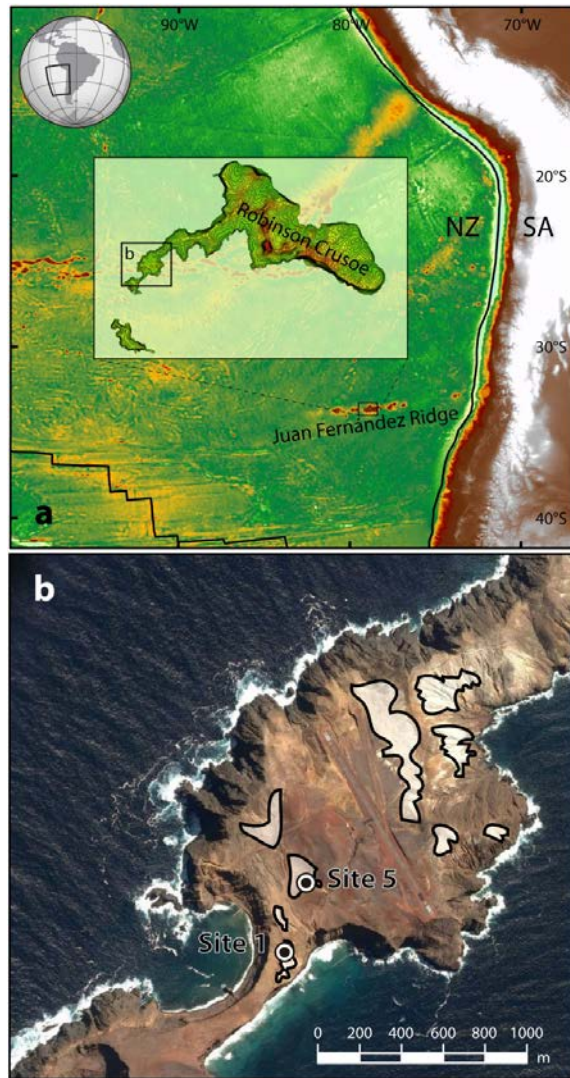 90°W
80°W
70°W
20°S
NZ
SA
Robinson Crusoe
b
30°S
Juan Fernández Ridge
a
40°S
b
Site 5
Site 1
0 200 400 600 800 1000
m